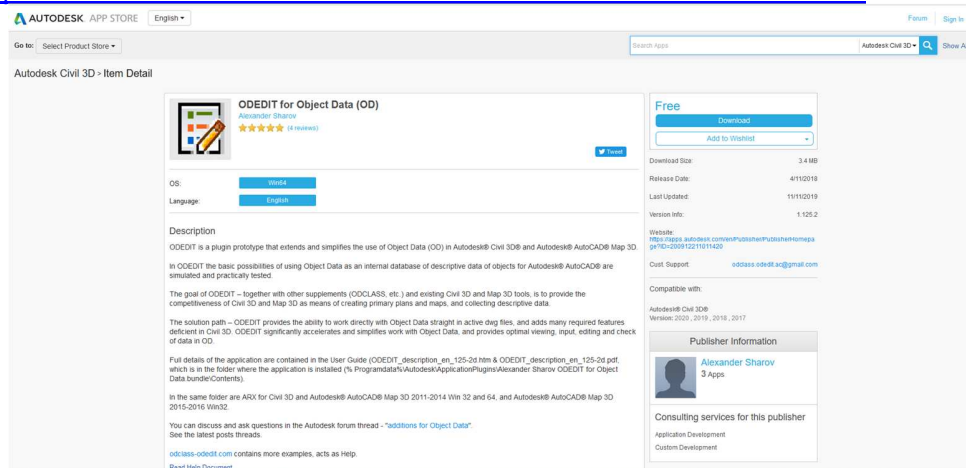 AUTODESK. APP STORE English
Forum Sign In
Go to: Select Product Store
Search Apps Autodesk Civil 3D
Autodesk Civil 3D > Item Detail
ODEDIT for Object Data (OD)
Alexander Sharov
(4 reviews)
Tweet
OS: Win64
Language: English
Description
ODEDIT is a plugin prototype that extends and simplifies the use of Object Data (OD) in Autodesk® Civil 3D® and Autodesk® AutoCAD® Map 3D.
In ODEDIT the basic possibilities of using Object Data as an internal database of descriptive data of objects for Autodesk® AutoCAD® are
simulated and practically tested.
The goal of ODEDIT – together with other supplements (ODCLASS, etc.) and existing Civil 3D and Map 3D tools, is to provide the
competitiveness of Civil 3D and Map 3D as means of creating primary plans and maps, and collecting descriptive data.
The solution path – ODEDIT provides the ability to work directly with Object Data straight in active dwg files, and adds many required features
deficient in Civil 3D. ODEDIT significantly accelerates and simplifies work with Object Data, and provides optimal viewing, input, editing and check
of data in OD.
Full details of the application are contained in the User Guide (ODEDIT_description_en_125-2d.htm & ODEDIT_description_en_125-2d.pdf,
which is in the folder where the application is installed (% Programdata%\Autodesk\ApplicationPlugins\Alexander Sharov ODEDIT for Object
Data.bundle\Contents).
In the same folder are ARX for Civil 3D and Autodesk® AutoCAD® Map 3D 2011-2014 Win 32 and 64, and Autodesk® AutoCAD® Map 3D
2015-2016 Win32.
You can discuss and ask questions in the Autodesk forum thread - "additions for Object Data".
See the latest posts threads.
odclass-odedit.com contains more examples, acts as Help.
Read Help Document
Free
Download
Add to Wishlist
Download Size: 3.4 MB
Release Date: 4/11/2018
Last Updated: 11/11/2019
Version Info: 1.125.2
Website:
https://apps.autodesk.com/en/Publisher/PublisherHomepa
ge?ID=200912211011420
Cust. Support: odclass.odedit.ac@gmail.com
Compatible with:
Autodesk® Civil 3D®
Version: 2020 , 2019 , 2018 , 2017
Publisher Information
Alexander Sharov
3 Apps
Consulting services for this publisher
Application Development
Custom Development